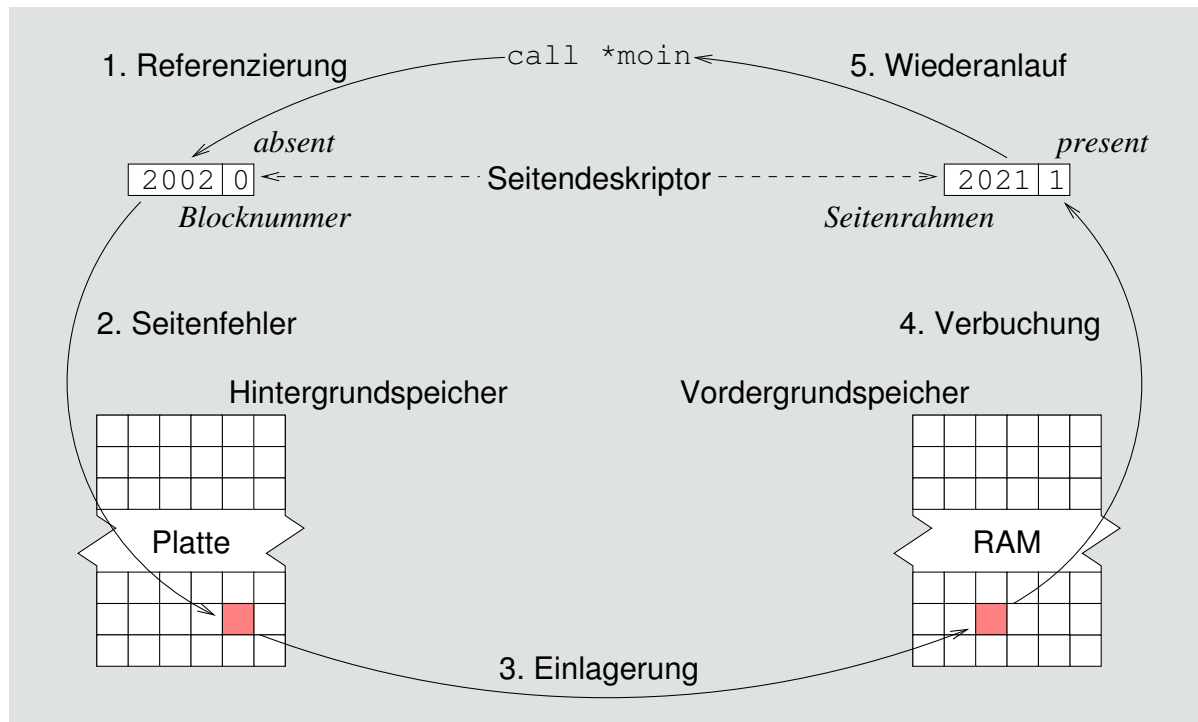 call *moin
1. Referenzierung
5. Wiederanlauf
absent
present
2002 0
Seitendeskriptor
2021 1
Blocknummer
Seitenrahmen
2. Seitenfehler
4. Verbuchung
Hintergrundspeicher
Vordergrundspeicher
Platte
RAM
3. Einlagerung